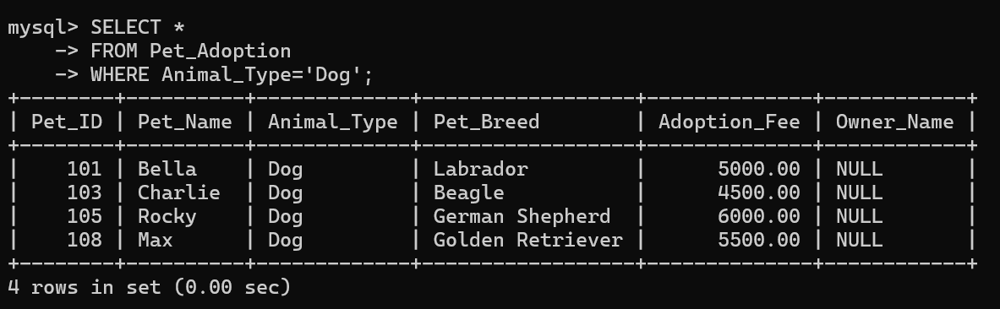 mysql> SELECT *
    -> FROM Pet_Adoption
    -> WHERE Animal_Type='Dog';
+--------+-----------+-------------+------------------+--------------+------------+
| Pet_ID | Pet_Name | Animal_Type | Pet_Breed        | Adoption_Fee | Owner_Name |
+--------+-----------+-------------+------------------+--------------+------------+
|    101 | Bella    | Dog         | Labrador         |      5000.00 | NULL       |
|    103 | Charlie  | Dog         | Beagle           |      4500.00 | NULL       |
|    105 | Rocky    | Dog         | German Shepherd  |      6000.00 | NULL       |
|    108 | Max      | Dog         | Golden Retriever |      5500.00 | NULL       |
+--------+-----------+-------------+------------------+--------------+------------+
4 rows in set (0.00 sec)